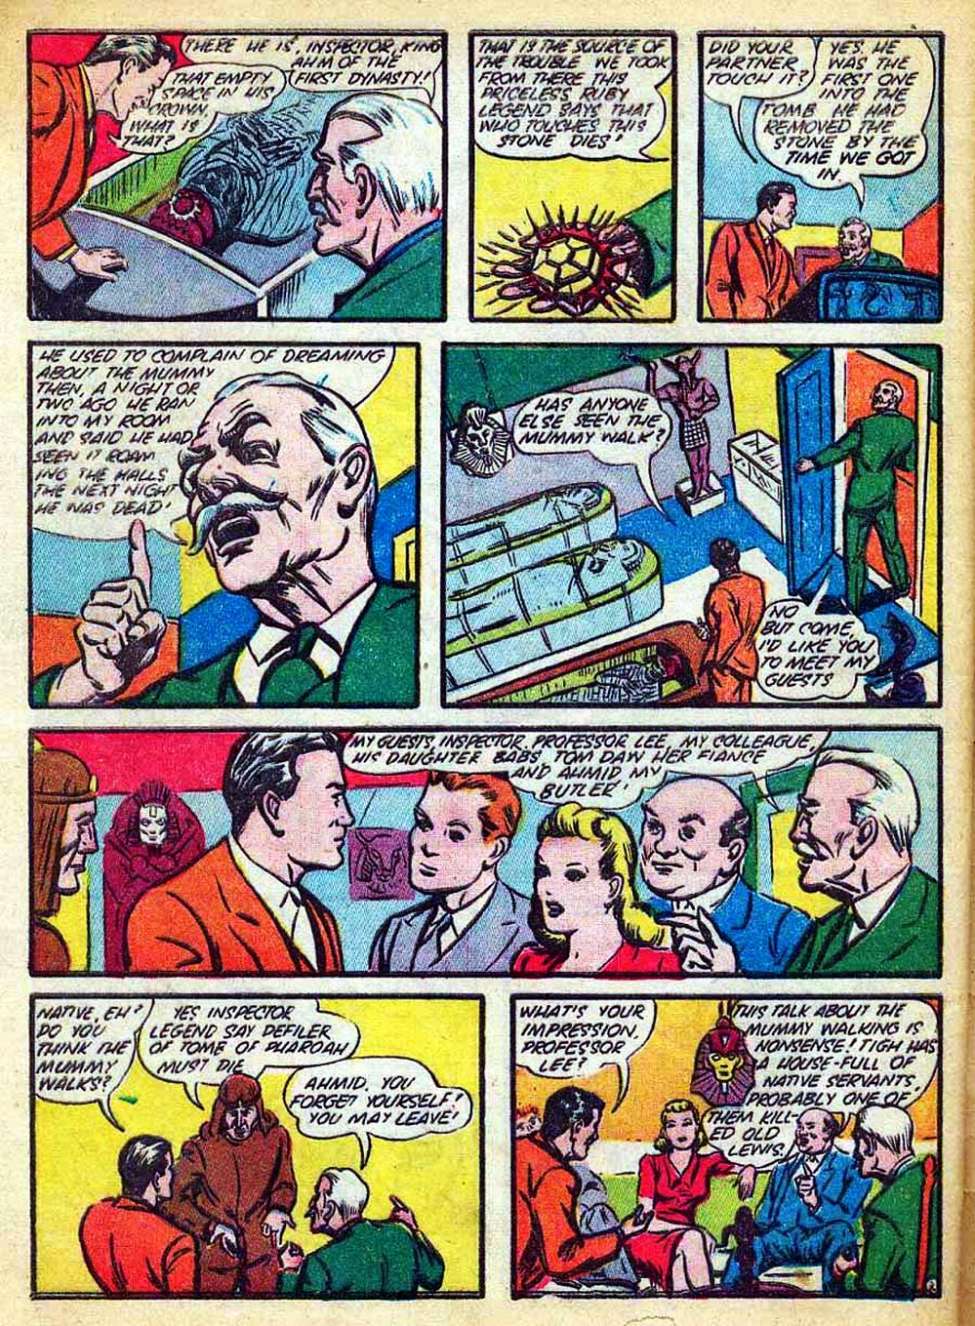 THERE HE IS, INSPECTOR, KING
AHM OF THE
FIRST DYNASTY!
THAT EMPTY
SPACE IN HIS
CROWN,
WHAT IS
THAT?
THAT IS THE SOURCE OF
THE TROUBLE WE TOOK
FROM THERE THIS
PRICELESS RUBY
LEGEND SAYS THAT
WHO TOUCHES THIS
STONE DIES!
DID YOUR
PARTNER
TOUCH IT?
YES. HE
WAS THE
FIRST ONE
INTO THE
TOMB HE HAD
REMOVED THE
STONE BY THE
TIME WE GOT
IN.
HE USED TO COMPLAIN OF DREAMING
ABOUT THE MUMMY
THEN, A NIGHT OR
TWO AGO HE RAN
INTO MY ROOM
AND SAID HE HAD
SEEN IT ROAM
ING THE HALLS
THE NEXT NIGHT
HE WAS DEAD!
HAS ANYONE
ELSE SEEN THE
MUMMY WALK?
NO
BUT COME,
I'D LIKE YOU
TO MEET MY
GUESTS
MY GUESTS, INSPECTOR. PROFESSOR LEE, MY COLLEAGUE,
HIS DAUGHTER BABS, TOM DAW HER FIANCE
AND AHMID MY
BUTLER!
NATIVE, EH?
DO YOU
THINK THE
MUMMY
WALKS?
YES INSPECTOR
LEGEND SAY DEFILER
OF TOME OF PHAROAH
MUST DIE
AHMID, YOU
FORGET YOURSELF!
YOU MAY LEAVE!
WHAT'S YOUR
IMPRESSION,
PROFESSOR
LEE?
THIS TALK ABOUT THE
MUMMY WALKING IS
NONSENSE! TIGH HAS
A HOUSE-FULL OF
NATIVE SERVANTS,
PROBABLY ONE OF
THEM KILL-
ED OLD
LEWIS.